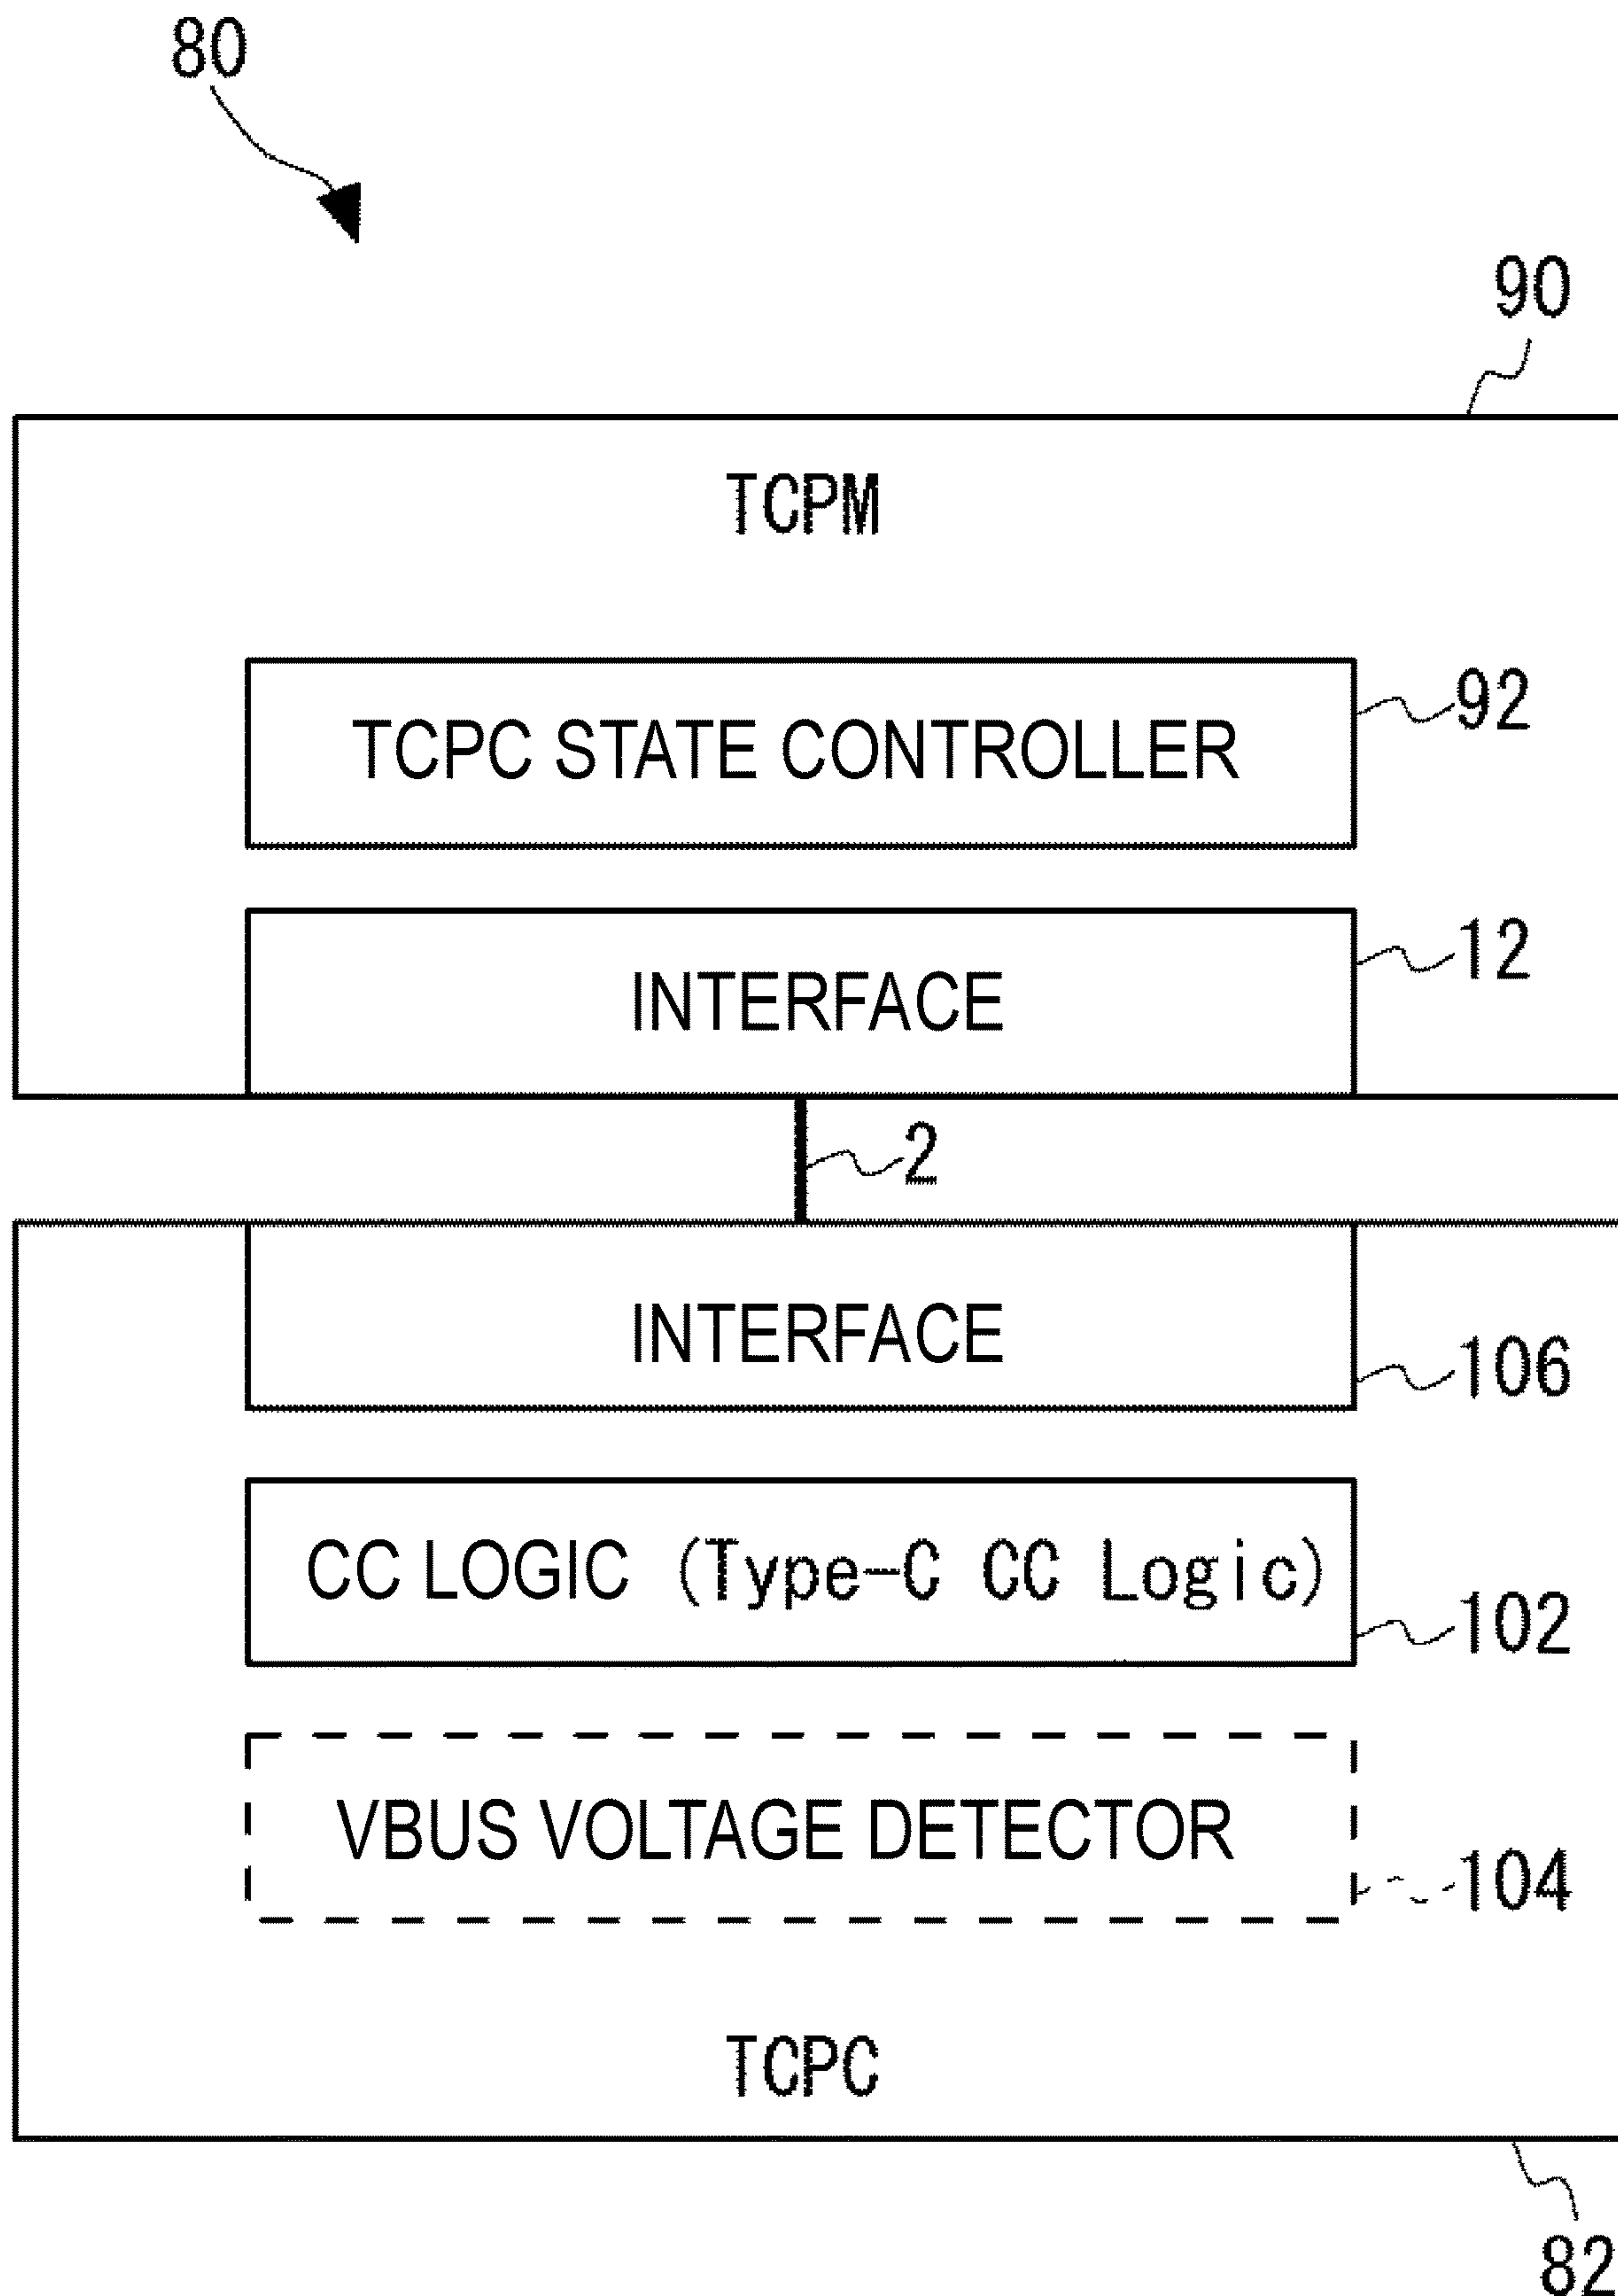 80
90
TCPM
TCPC STATE CONTROLLER
92
INTERFACE
12
2
INTERFACE
106
CC LOGIC (Type-C CC Logic)
102
VBUS VOLTAGE DETECTOR
104
TCPC
82